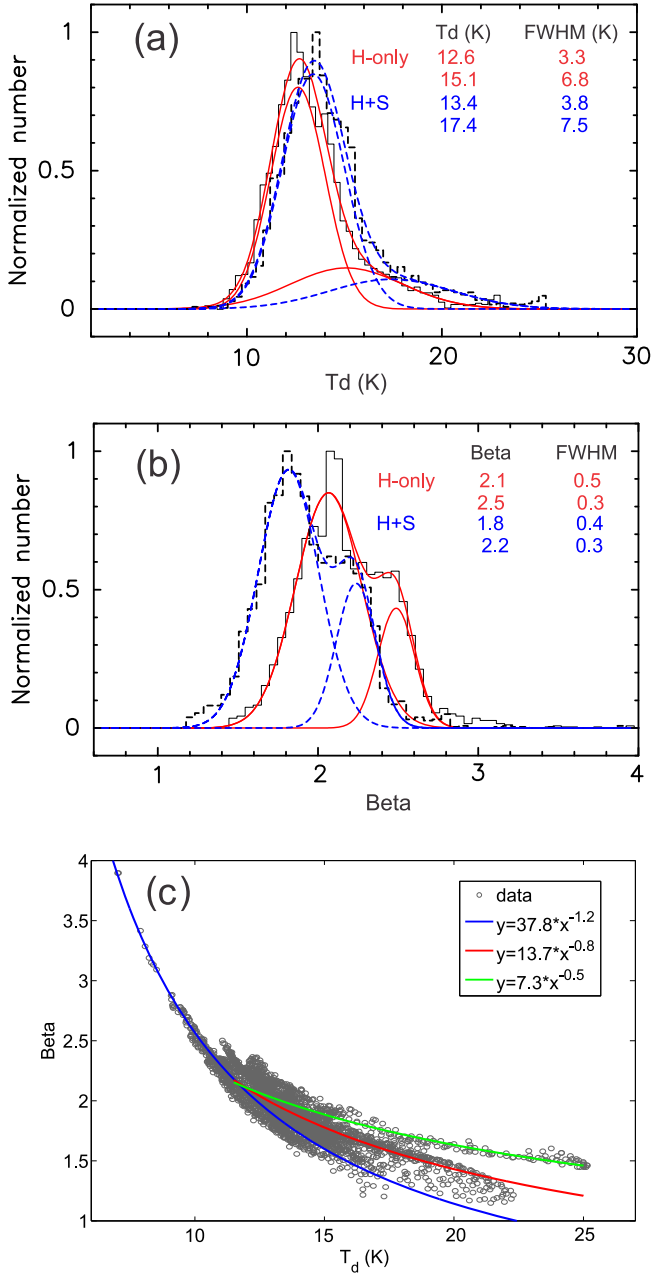 (a)
Td (K) FWHM (K)
H-only 12.6 3.3
15.1 6.8
H+S 13.4 3.8
17.4 7.5
Normalized number
1
0.5
0
10 20 30
Td (K)
(b)
Beta FWHM
H-only 2.1 0.5
2.5 0.3
H+S 1.8 0.4
2.2 0.3
Normalized number
1
0.5
0
1 2 3 4
Beta
(c)
data
y=37.8*x^-1.2
y=13.7*x^-0.8
y=7.3*x^-0.5
Beta
4
3.5
3
2.5
2
1.5
1
10 15 20 25
T_d (K)